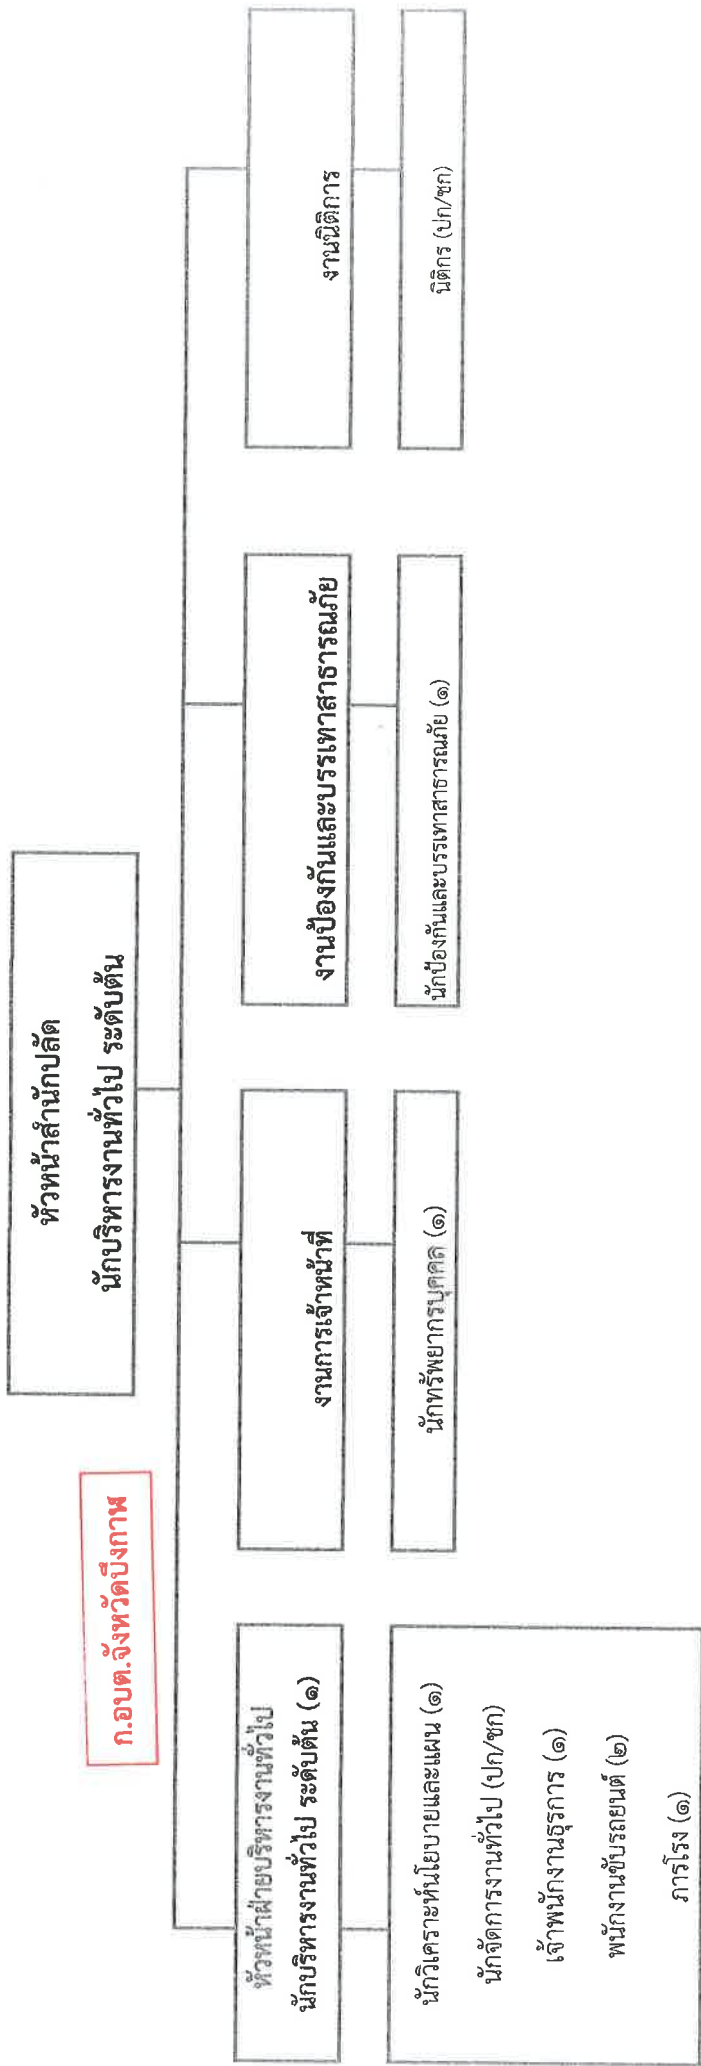 หัวหน้าสำนักปลัด
นักบริหารงานทั่วไป ระดับต้น
ก.อบต.จังหวัดบึงกาฬ
หัวหน้าฝ่ายบริหารงานทั่วไป
นักบริหารงานทั่วไป ระดับต้น (๑)
งานการเจ้าหน้าที่
งานป้องกันและบรรเทาสาธารณภัย
งานนิติการ
นักวิเคราะห์นโยบายและแผน (๑)
นักจัดการงานทั่วไป (ปก/ชก)
เจ้าพนักงานธุรการ (๑)
พนักงานขับรถยนต์ (๒)
ภารโรง (๑)
นักทรัพยากรบุคคล (๑)
นักป้องกันและบรรเทาสาธารณภัย (๑)
นิติกร (ปก/ชก)